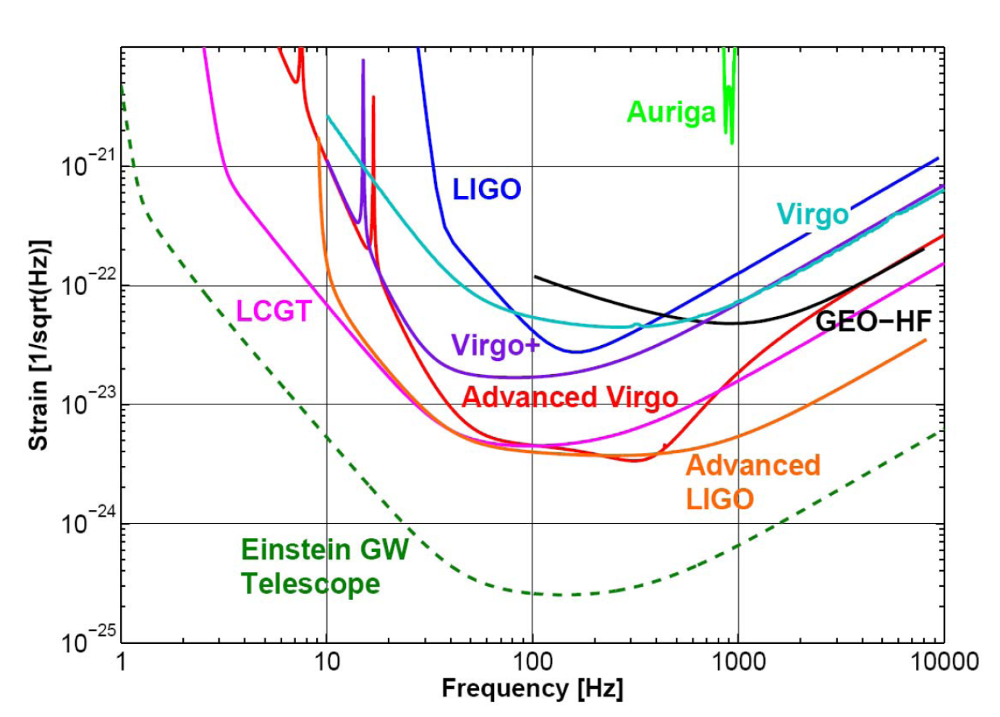 Auriga
10−21
LIGO
Virgo
10−22
LCGT
GEO−HF
Virgo+
Strain [1/sqrt(Hz)]
Advanced Virgo
10−23
Advanced
LIGO
10−24
Einstein GW
Telescope
10−25
1 10 100 1000 10000
Frequency [Hz]